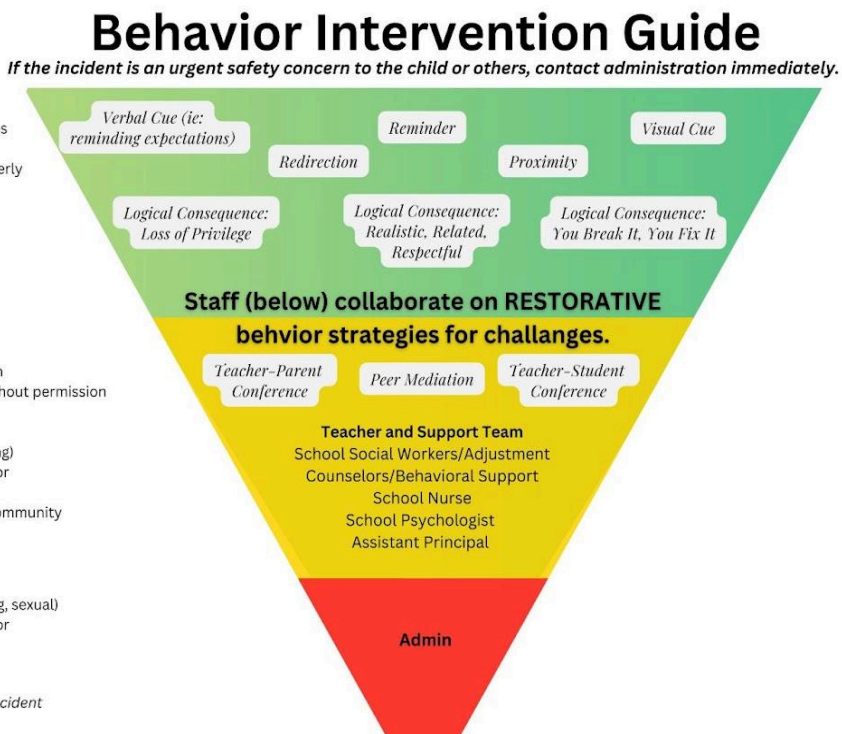 Behavior Intervention Guide
If the incident is an urgent safety concern to the child or others, contact administration immediately.
Verbal Cue (ie:
reminding expectations)
Reminder
Visual Cue
Redirection
Proximity
Logical Consequence:
Loss of Privilege
Logical Consequence:
Realistic, Related,
Respectful
Logical Consequence:
You Break It, You Fix It
Staff (below) collaborate on RESTORATIVE
behvior strategies for challanges.
hout permission
Teacher-Parent
Conference
Peer Mediation
Teacher-Student
Conference
Teacher and Support Team
School Social Workers/Adjustment
Counselors/Behavioral Support
School Nurse
School Psychologist
Assistant Principal
g, sexual)
Admin